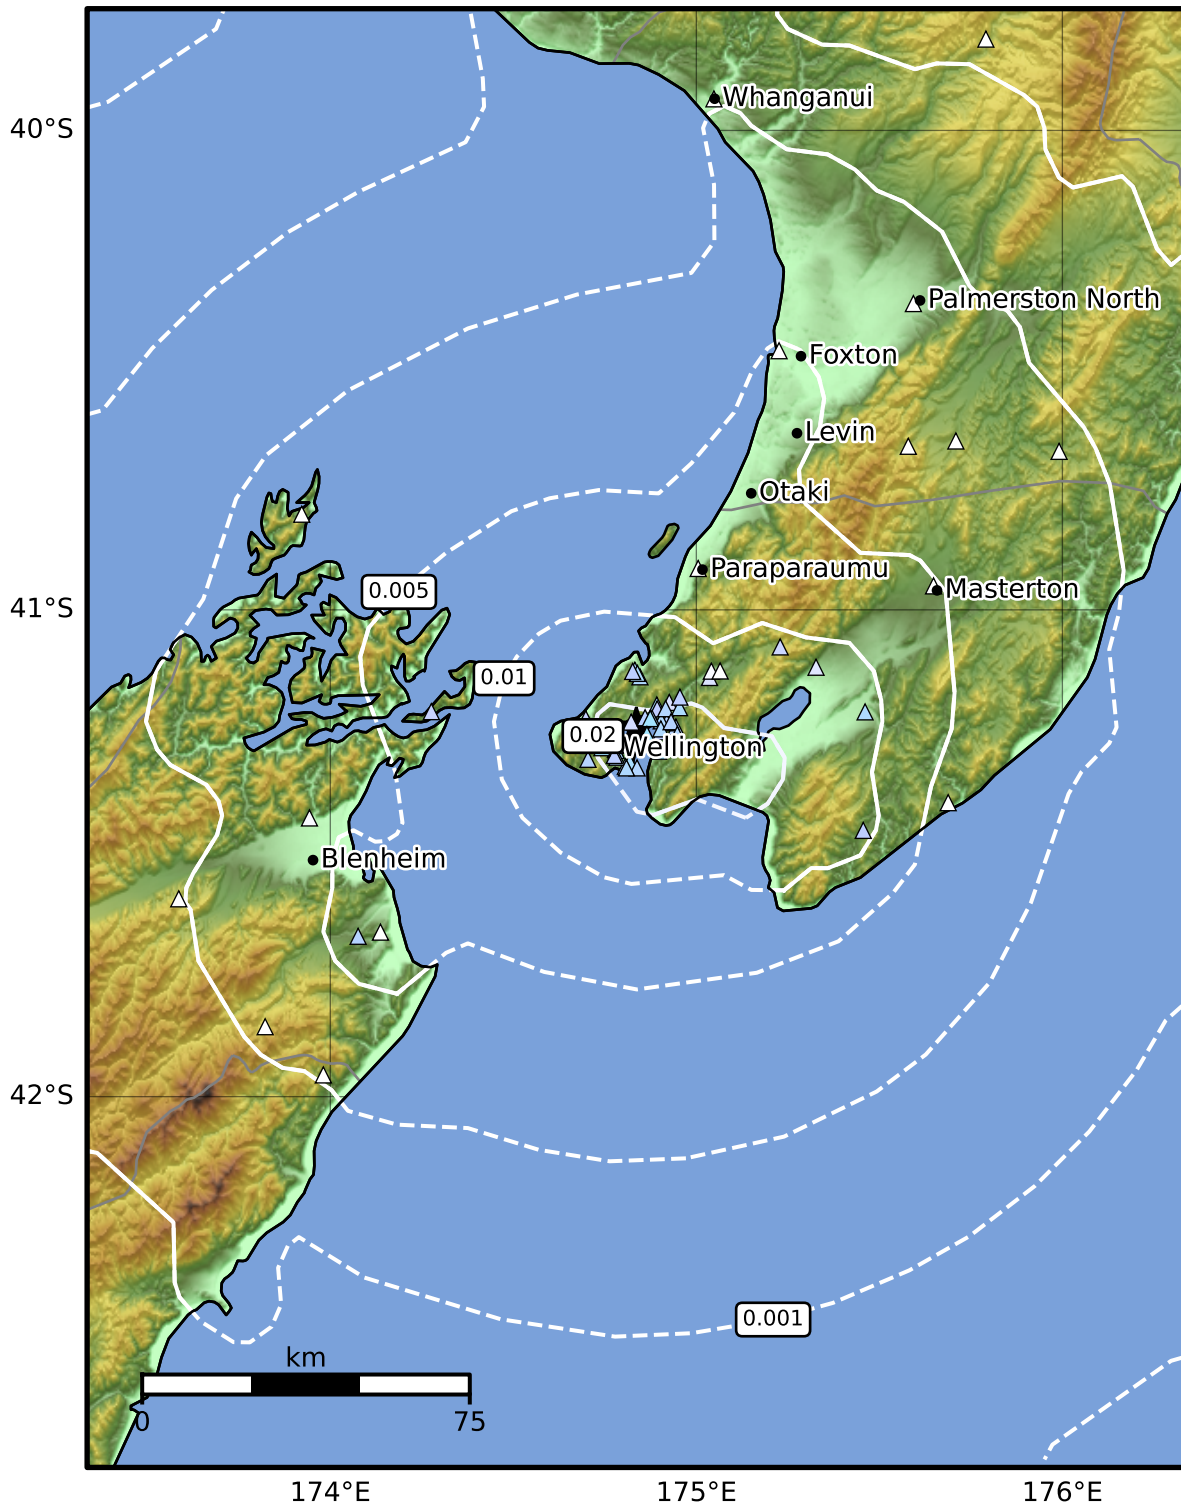 Whanganui
40°S
Palmerston North
Foxton
Levin
Otaki
Paraparaumu
0.005
Masterton
41°S
0.01
0.02
Wellington
Blenheim
42°S
0.001
km
0
75
174°E
175°E
176°E